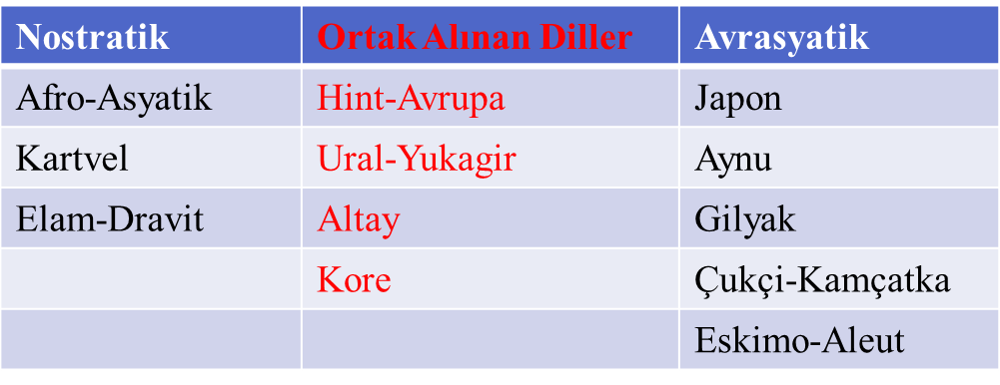 Nostratik Ortak Alınan Diller Avrasyatik
Afro-Asyatik Hint-Avrupa Japon
Kartvel Ural-Yukagir Aynu
Elam-Dravit Altay Gilyak
Kore Çukçi-Kamçatka
Eskimo-Aleut